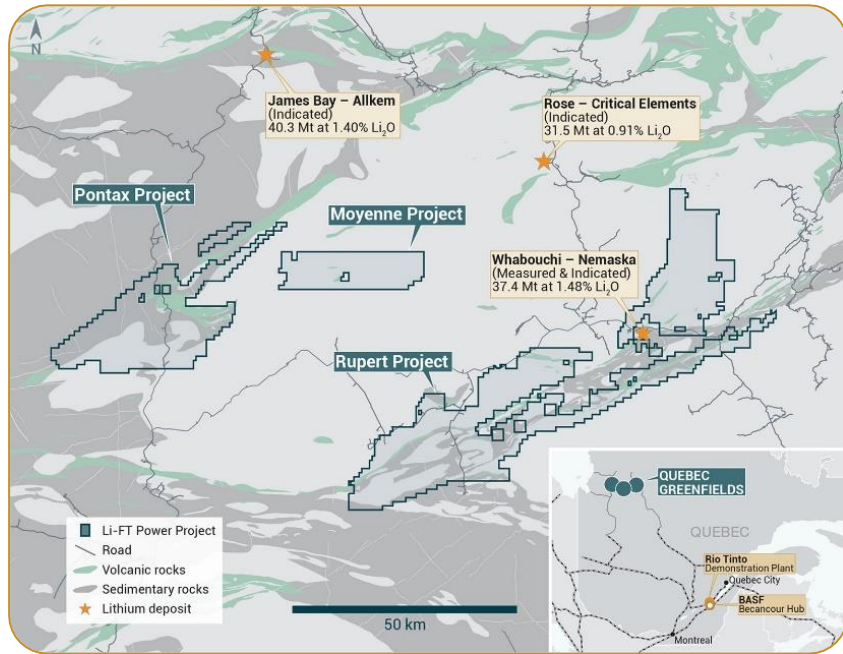 N
James Bay – Allkem
(Indicated)
40.3 Mt at 1.40% Li₂O
Rose – Critical Elements
(Indicated)
31.5 Mt at 0.91% Li₂O
Pontax Project
Moyenne Project
Whabouchi – Nemaska
(Measured & Indicated)
37.4 Mt at 1.48% Li₂O
Rupert Project
Li-FT Power Project
Road
Volcanic rocks
Sedimentary rocks
Lithium deposit
50 km
QUEBEC
GREENFIELDS
QUEBEC
Rio Tinto
Demonstration Plant
Quebec City
BASF
Becancour Hub
Montreal